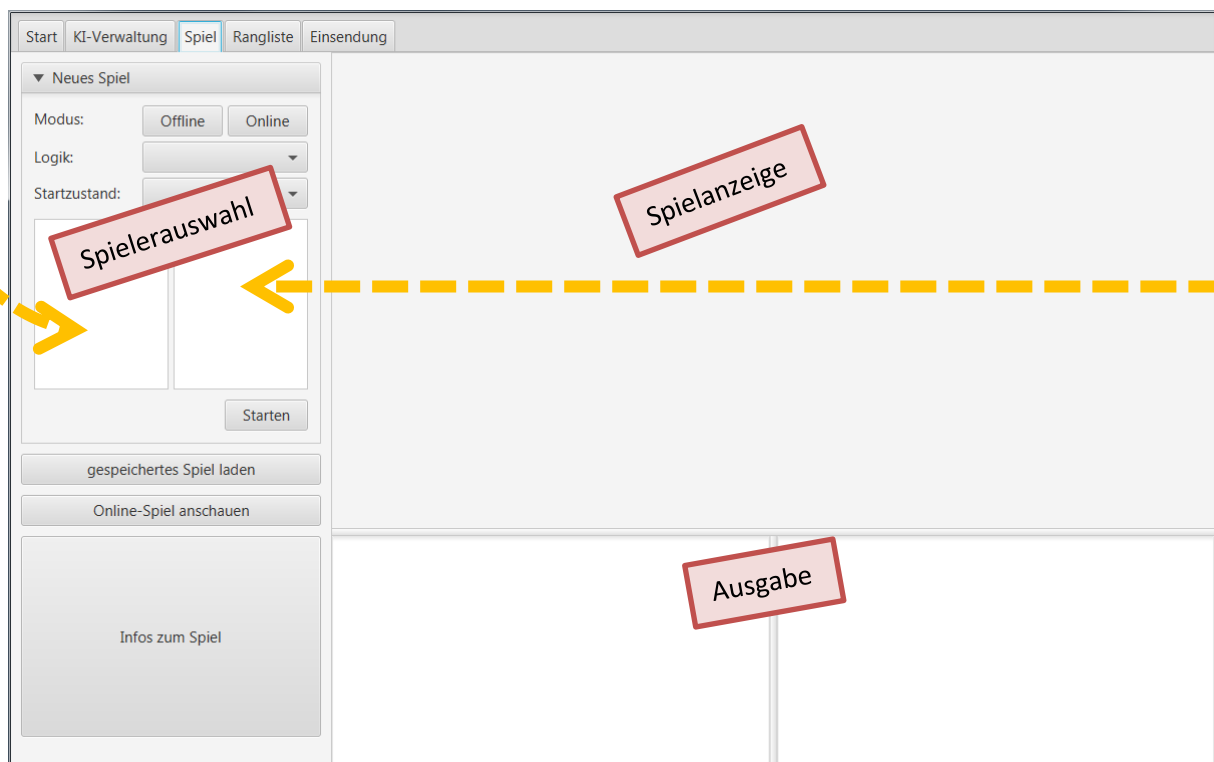 Start KI-Verwaltung Spiel Rangliste Einsendung
Neues Spiel
Modus: Offline Online
Logik:
Startzustand:
Spielerauswahl
Spielanzeige
Starten
gespeichertes Spiel laden
Online-Spiel anschauen
Ausgabe
Infos zum Spiel